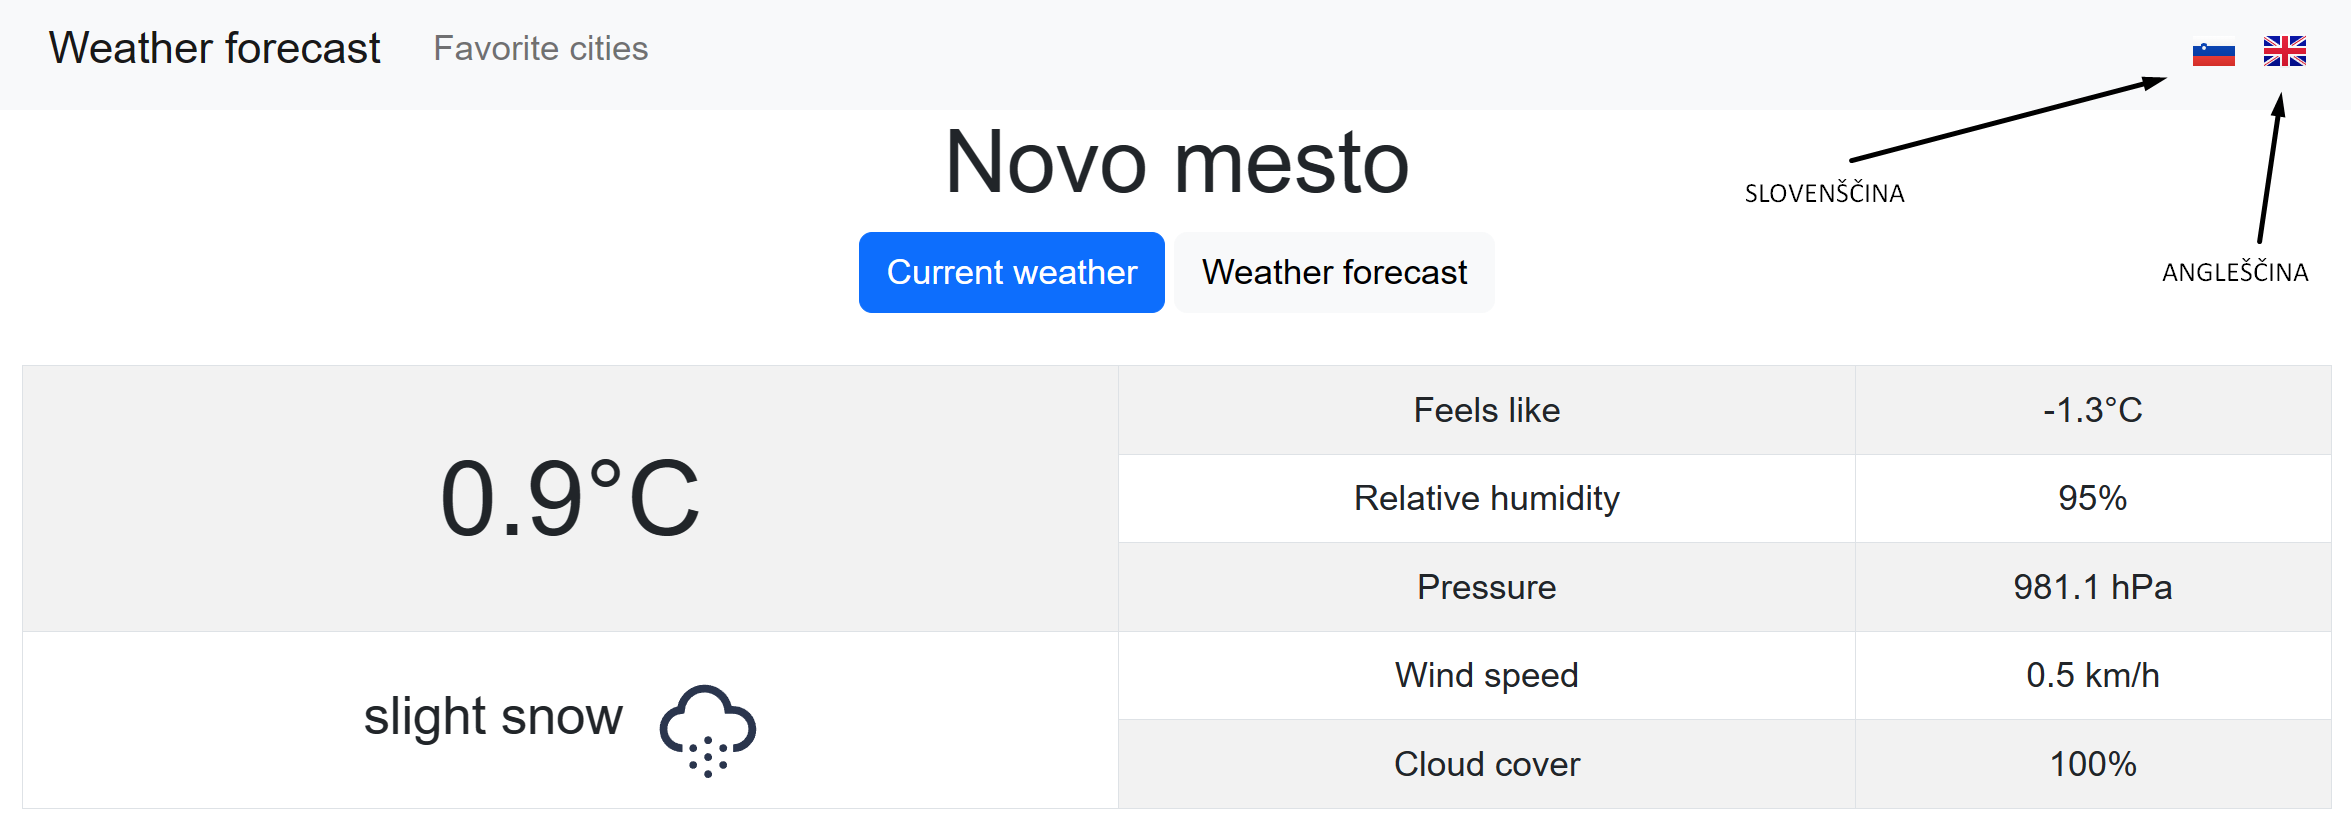 Weather forecast Favorite cities
Novo mesto
SLOVENŠČINA
Current weather Weather forecast
ANGLEŠČINA
0.9°C
slight snow
Feels like -1.3°C
Relative humidity 95%
Pressure 981.1 hPa
Wind speed 0.5 km/h
Cloud cover 100%